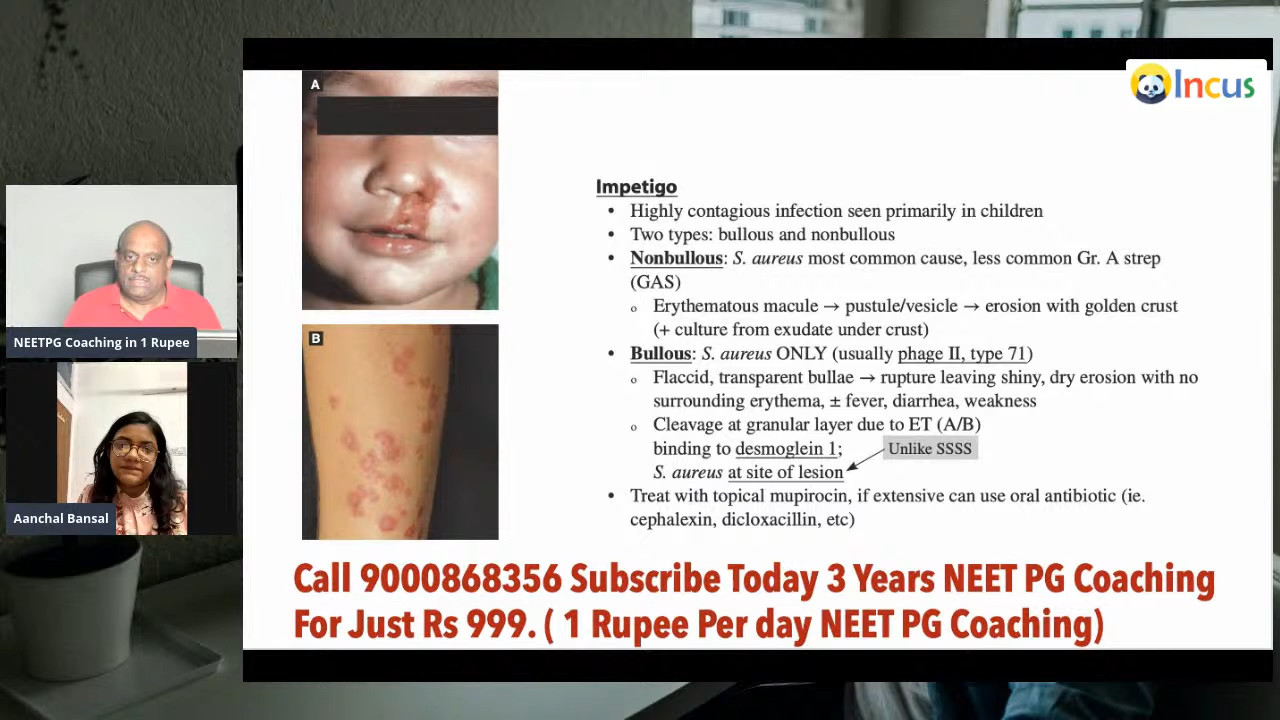 A
Incus
Impetigo
• Highly contagious infection seen primarily in children
• Two types: bullous and nonbullous
• Nonbullous: S. aureus most common cause, less common Gr. A strep
(GAS)
o Erythematous macule → pustule/vesicle → erosion with golden crust
(+ culture from exudate under crust)
• Bullous: S. aureus ONLY (usually phage II, type 71)
o Flaccid, transparent bullae → rupture leaving shiny, dry erosion with no
surrounding erythema, ± fever, diarrhea, weakness
o Cleavage at granular layer due to ET (A/B)
binding to desmoglein 1;
Unlike SSSS
S. aureus at site of lesion
• Treat with topical mupirocin, if extensive can use oral antibiotic (ie.
cephalexin, dicloxacillin, etc)
B
NEETPG Coaching in 1 Rupee
Aanchal Bansal
Call 9000868356 Subscribe Today 3 Years NEET PG Coaching
For Just Rs 999. ( 1 Rupee Per day NEET PG Coaching)